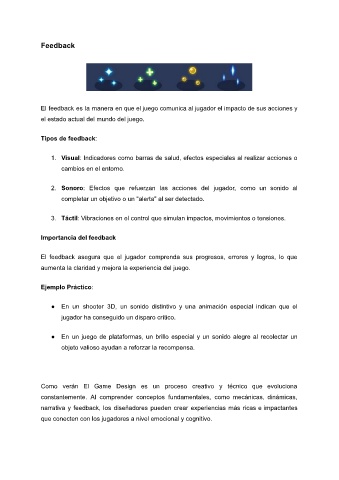 Feedback
El feedback es la manera en que el juego comunica al jugador el impacto de sus acciones y
el estado actual del mundo del juego.
Tipos de feedback:
1. Visual: Indicadores como barras de salud, efectos especiales al realizar acciones o
cambios en el entorno.
2. Sonoro: Efectos que refuerzan las acciones del jugador, como un sonido al
completar un objetivo o un "alerta" al ser detectado.
3. Táctil: Vibraciones en el control que simulan impactos, movimientos o tensiones.
Importancia del feedback
El feedback asegura que el jugador comprenda sus progresos, errores y logros, lo que
aumenta la claridad y mejora la experiencia del juego.
Ejemplo Práctico:
● En un shooter 3D, un sonido distintivo y una animación especial indican que el
jugador ha conseguido un disparo crítico.
● En un juego de plataformas, un brillo especial y un sonido alegre al recolectar un
objeto valioso ayudan a reforzar la recompensa.
Como verán El Game Design es un proceso creativo y técnico que evoluciona
constantemente. Al comprender conceptos fundamentales, como mecánicas, dinámicas,
narrativa y feedback, los diseñadores pueden crear experiencias más ricas e impactantes
que conecten con los jugadores a nivel emocional y cognitivo.